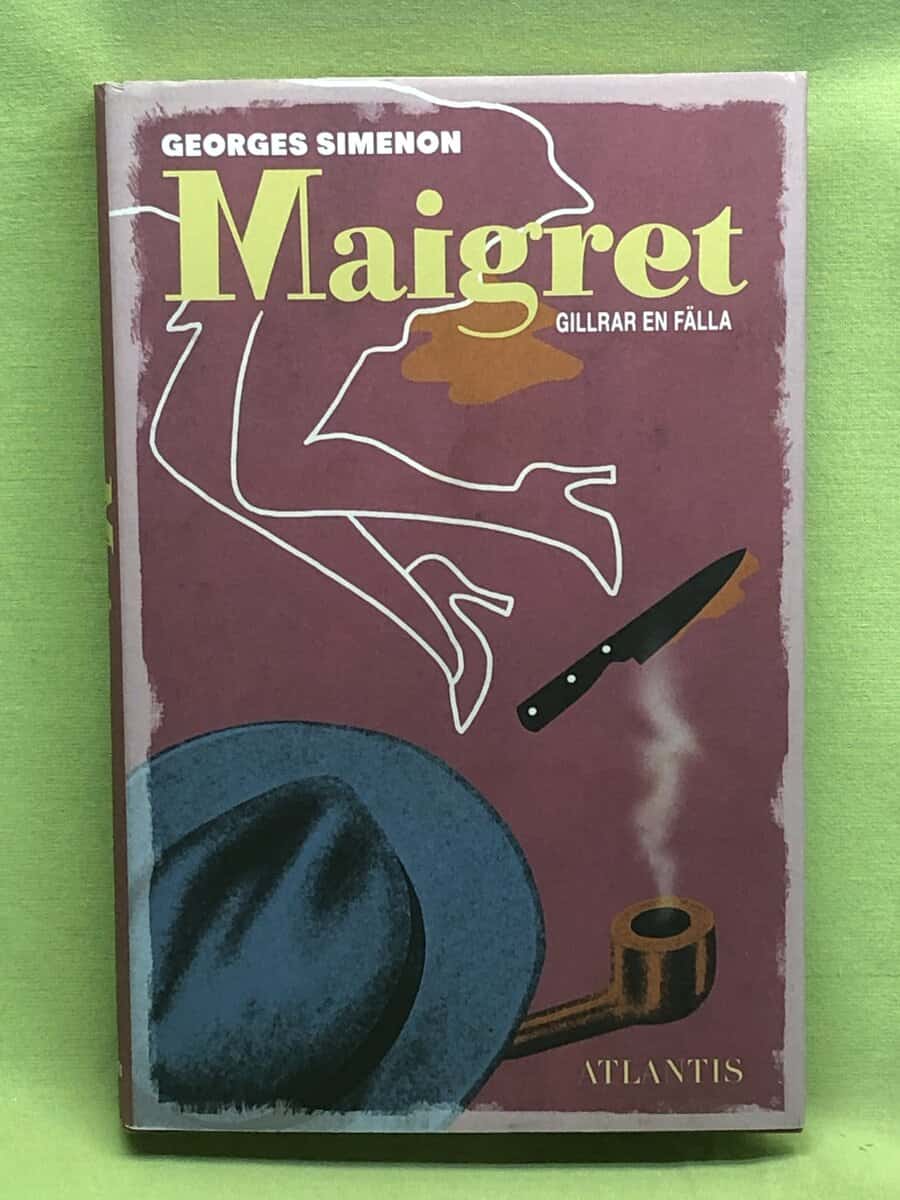 GEORGES SIMENON
Maigret
GILLRAR EN FÄLLA
ATLANTIS